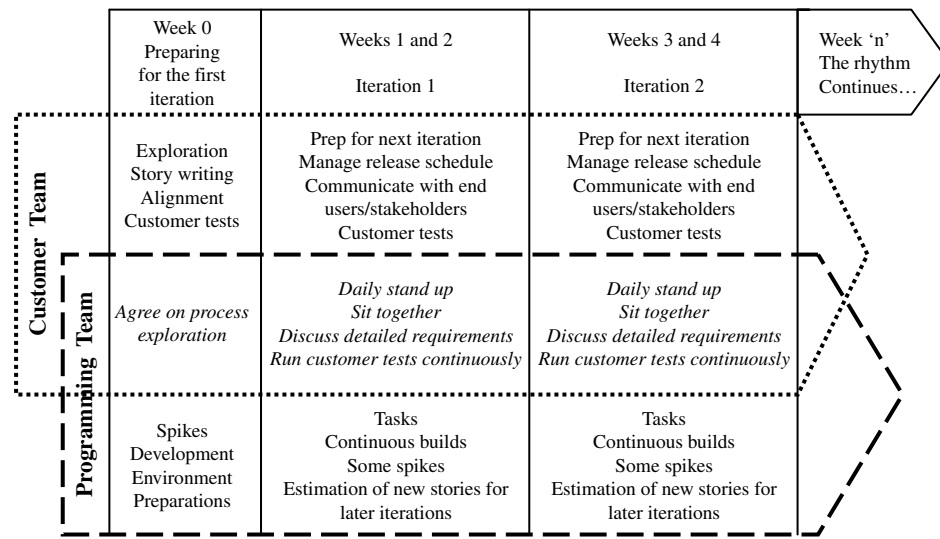 Week 0
Preparing
for the first
iteration
Weeks 1 and 2
Iteration 1
Weeks 3 and 4
Iteration 2
Week ‘n’
The rhythm
Continues…
Customer Team
Exploration
Story writing
Alignment
Customer tests
Prep for next iteration
Manage release schedule
Communicate with end
users/stakeholders
Customer tests
Prep for next iteration
Manage release schedule
Communicate with end
users/stakeholders
Customer tests
Programming Team
Agree on process
exploration
Daily stand up
Sit together
Discuss detailed requirements
Run customer tests continuously
Daily stand up
Sit together
Discuss detailed requirements
Run customer tests continuously
Spikes
Development
Environment
Preparations
Tasks
Continuous builds
Some spikes
Estimation of new stories for
later iterations
Tasks
Continuous builds
Some spikes
Estimation of new stories for
later iterations